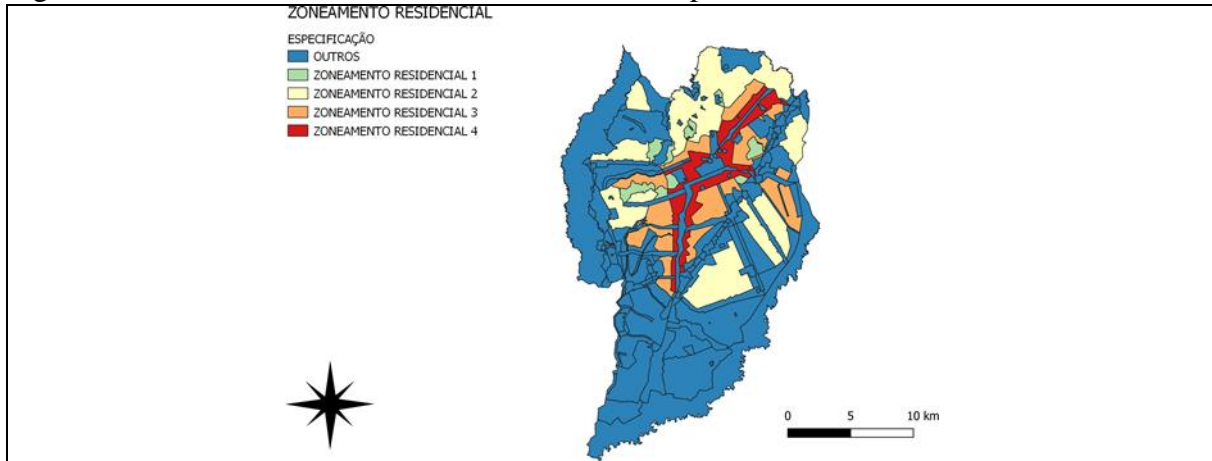 ZONEAMENTO RESIDENCIAL
ESPECIFICAÇÃO
OUTROS
ZONEAMENTO RESIDENCIAL 1
ZONEAMENTO RESIDENCIAL 2
ZONEAMENTO RESIDENCIAL 3
ZONEAMENTO RESIDENCIAL 4
0 5 10 km